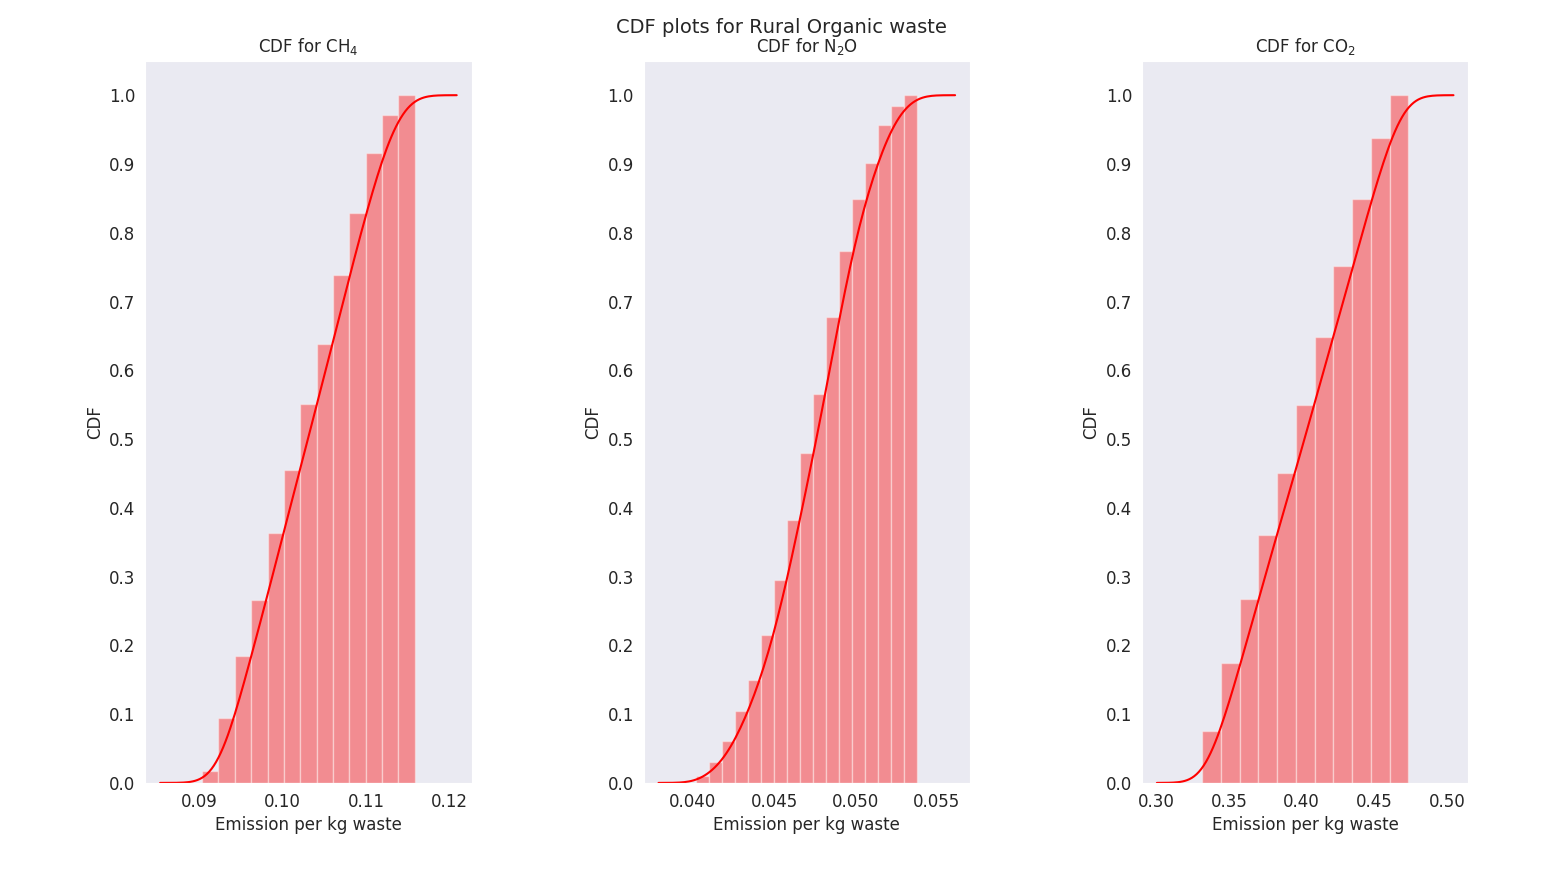 CDF plots for Rural Organic waste
CDF for CH₄
1.0
0.9
0.8
0.7
0.6
0.5
0.4
0.3
0.2
0.1
0.0
CDF
0.09 0.10 0.11 0.12
Emission per kg waste
CDF for N₂O
1.0
0.9
0.8
0.7
0.6
0.5
0.4
0.3
0.2
0.1
0.0
CDF
0.040 0.045 0.050 0.055
Emission per kg waste
CDF for CO₂
1.0
0.9
0.8
0.7
0.6
0.5
0.4
0.3
0.2
0.1
0.0
CDF
0.30 0.35 0.40 0.45 0.50
Emission per kg waste